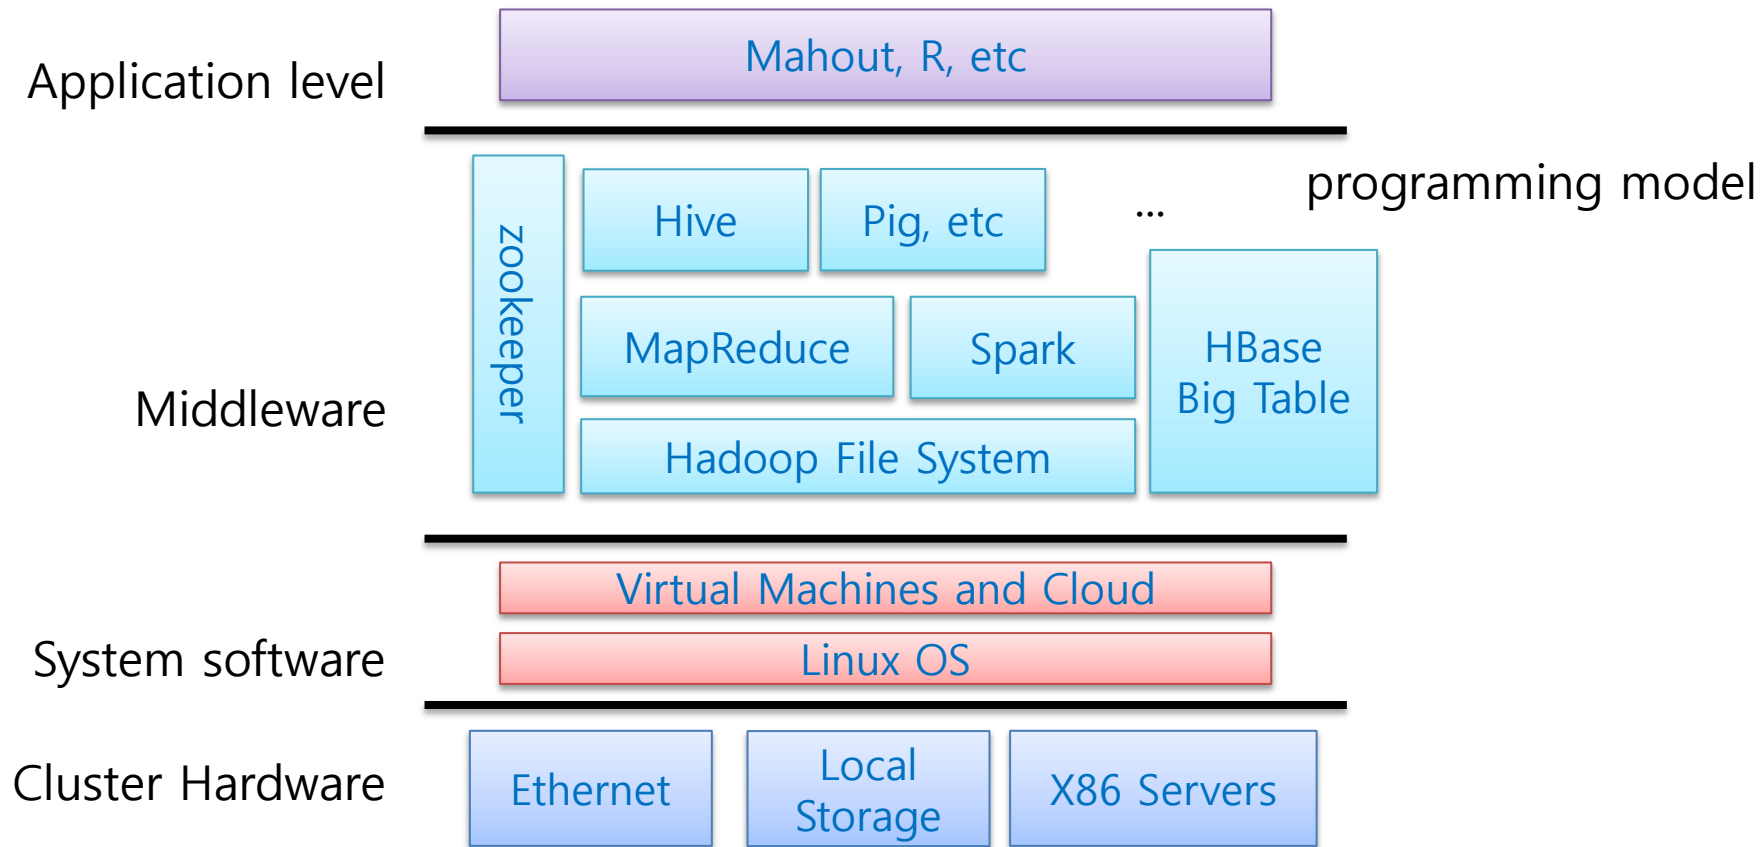 Application level
Mahout, R, etc
programming model
zookeeper
Hive
Pig, etc
...
MapReduce
Spark
HBase
Big Table
Middleware
Hadoop File System
Virtual Machines and Cloud
System software
Linux OS
Cluster Hardware
Ethernet
Local
Storage
X86 Servers